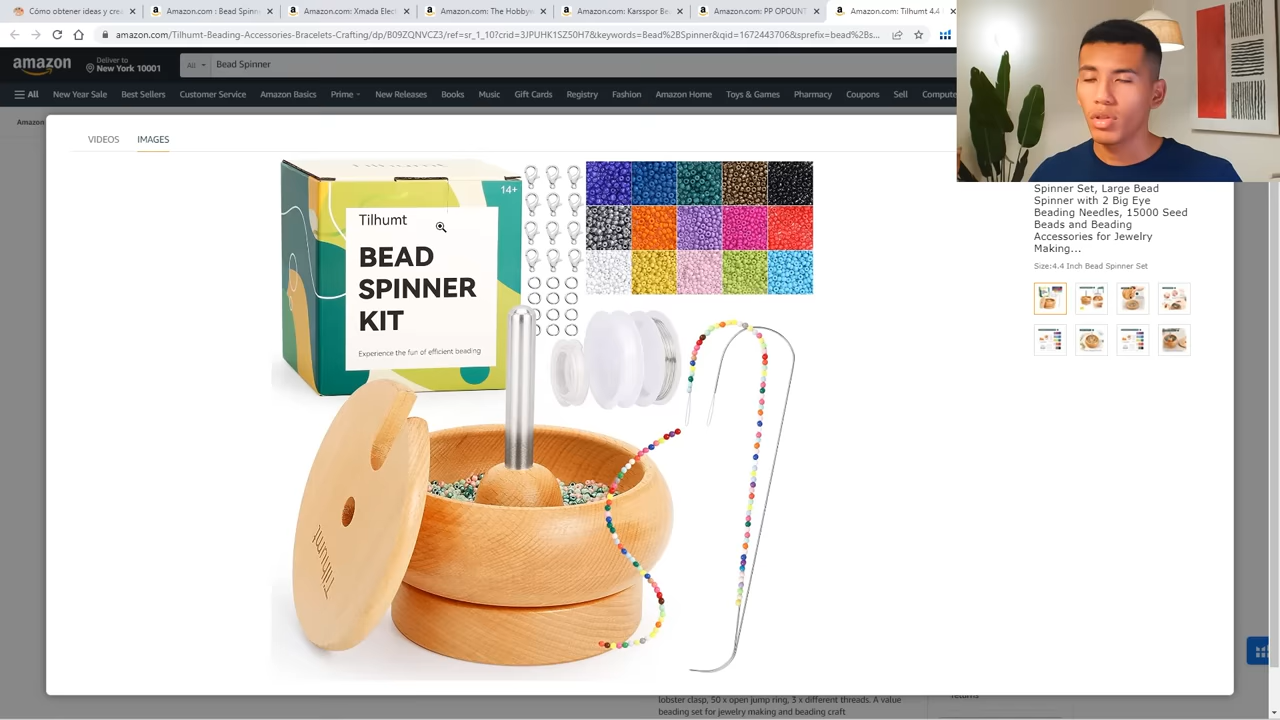 Cómo obtener ideas y crea
Amazon.com : Bead Spinn
Amazon.com: Xmada Elec
Amazon.com: The Hobbyw
Amazon.com: Karsspor Be
Amazon.com: PP OPOUNT
Amazon.com: Tilhumt 4.4
amazon.com/Tilhumt-Beading-Accessories-Bracelets-Crafting/dp/B09ZQNVCZ3/ref=c_1_10?crid=3JPUHK1SZS0H7&keywords=Bead%2BSpinner&qid=1672443706&sprefix=bead%2Bs...
amazon
Deliver to
New York 10001
All
Bead Spinner
All
New Year Sale
Best Sellers
Customer Service
Amazon Basics
Prime
New Releases
Books
Music
Gift Cards
Registry
Fashion
Amazon Home
Toys & Games
Pharmacy
Coupons
Sell
Compute
Amazon
VIDEOS
IMAGES
Tilhumt
14+
Tilhumt
BEAD
SPINNER
KIT
Experience the fun of efficient beading
Tilhumt
Spinner Set, Large Bead
Spinner with 2 Big Eye
Beading Needles, 15000 Seed
Beads and Beading
Accessories for Jewelry
Making...
Size:4.4 Inch Bead Spinner Set
lobster clasp, 50 x open jump ring, 3 x different threads. A value
beading set for jewelry making and beading craft